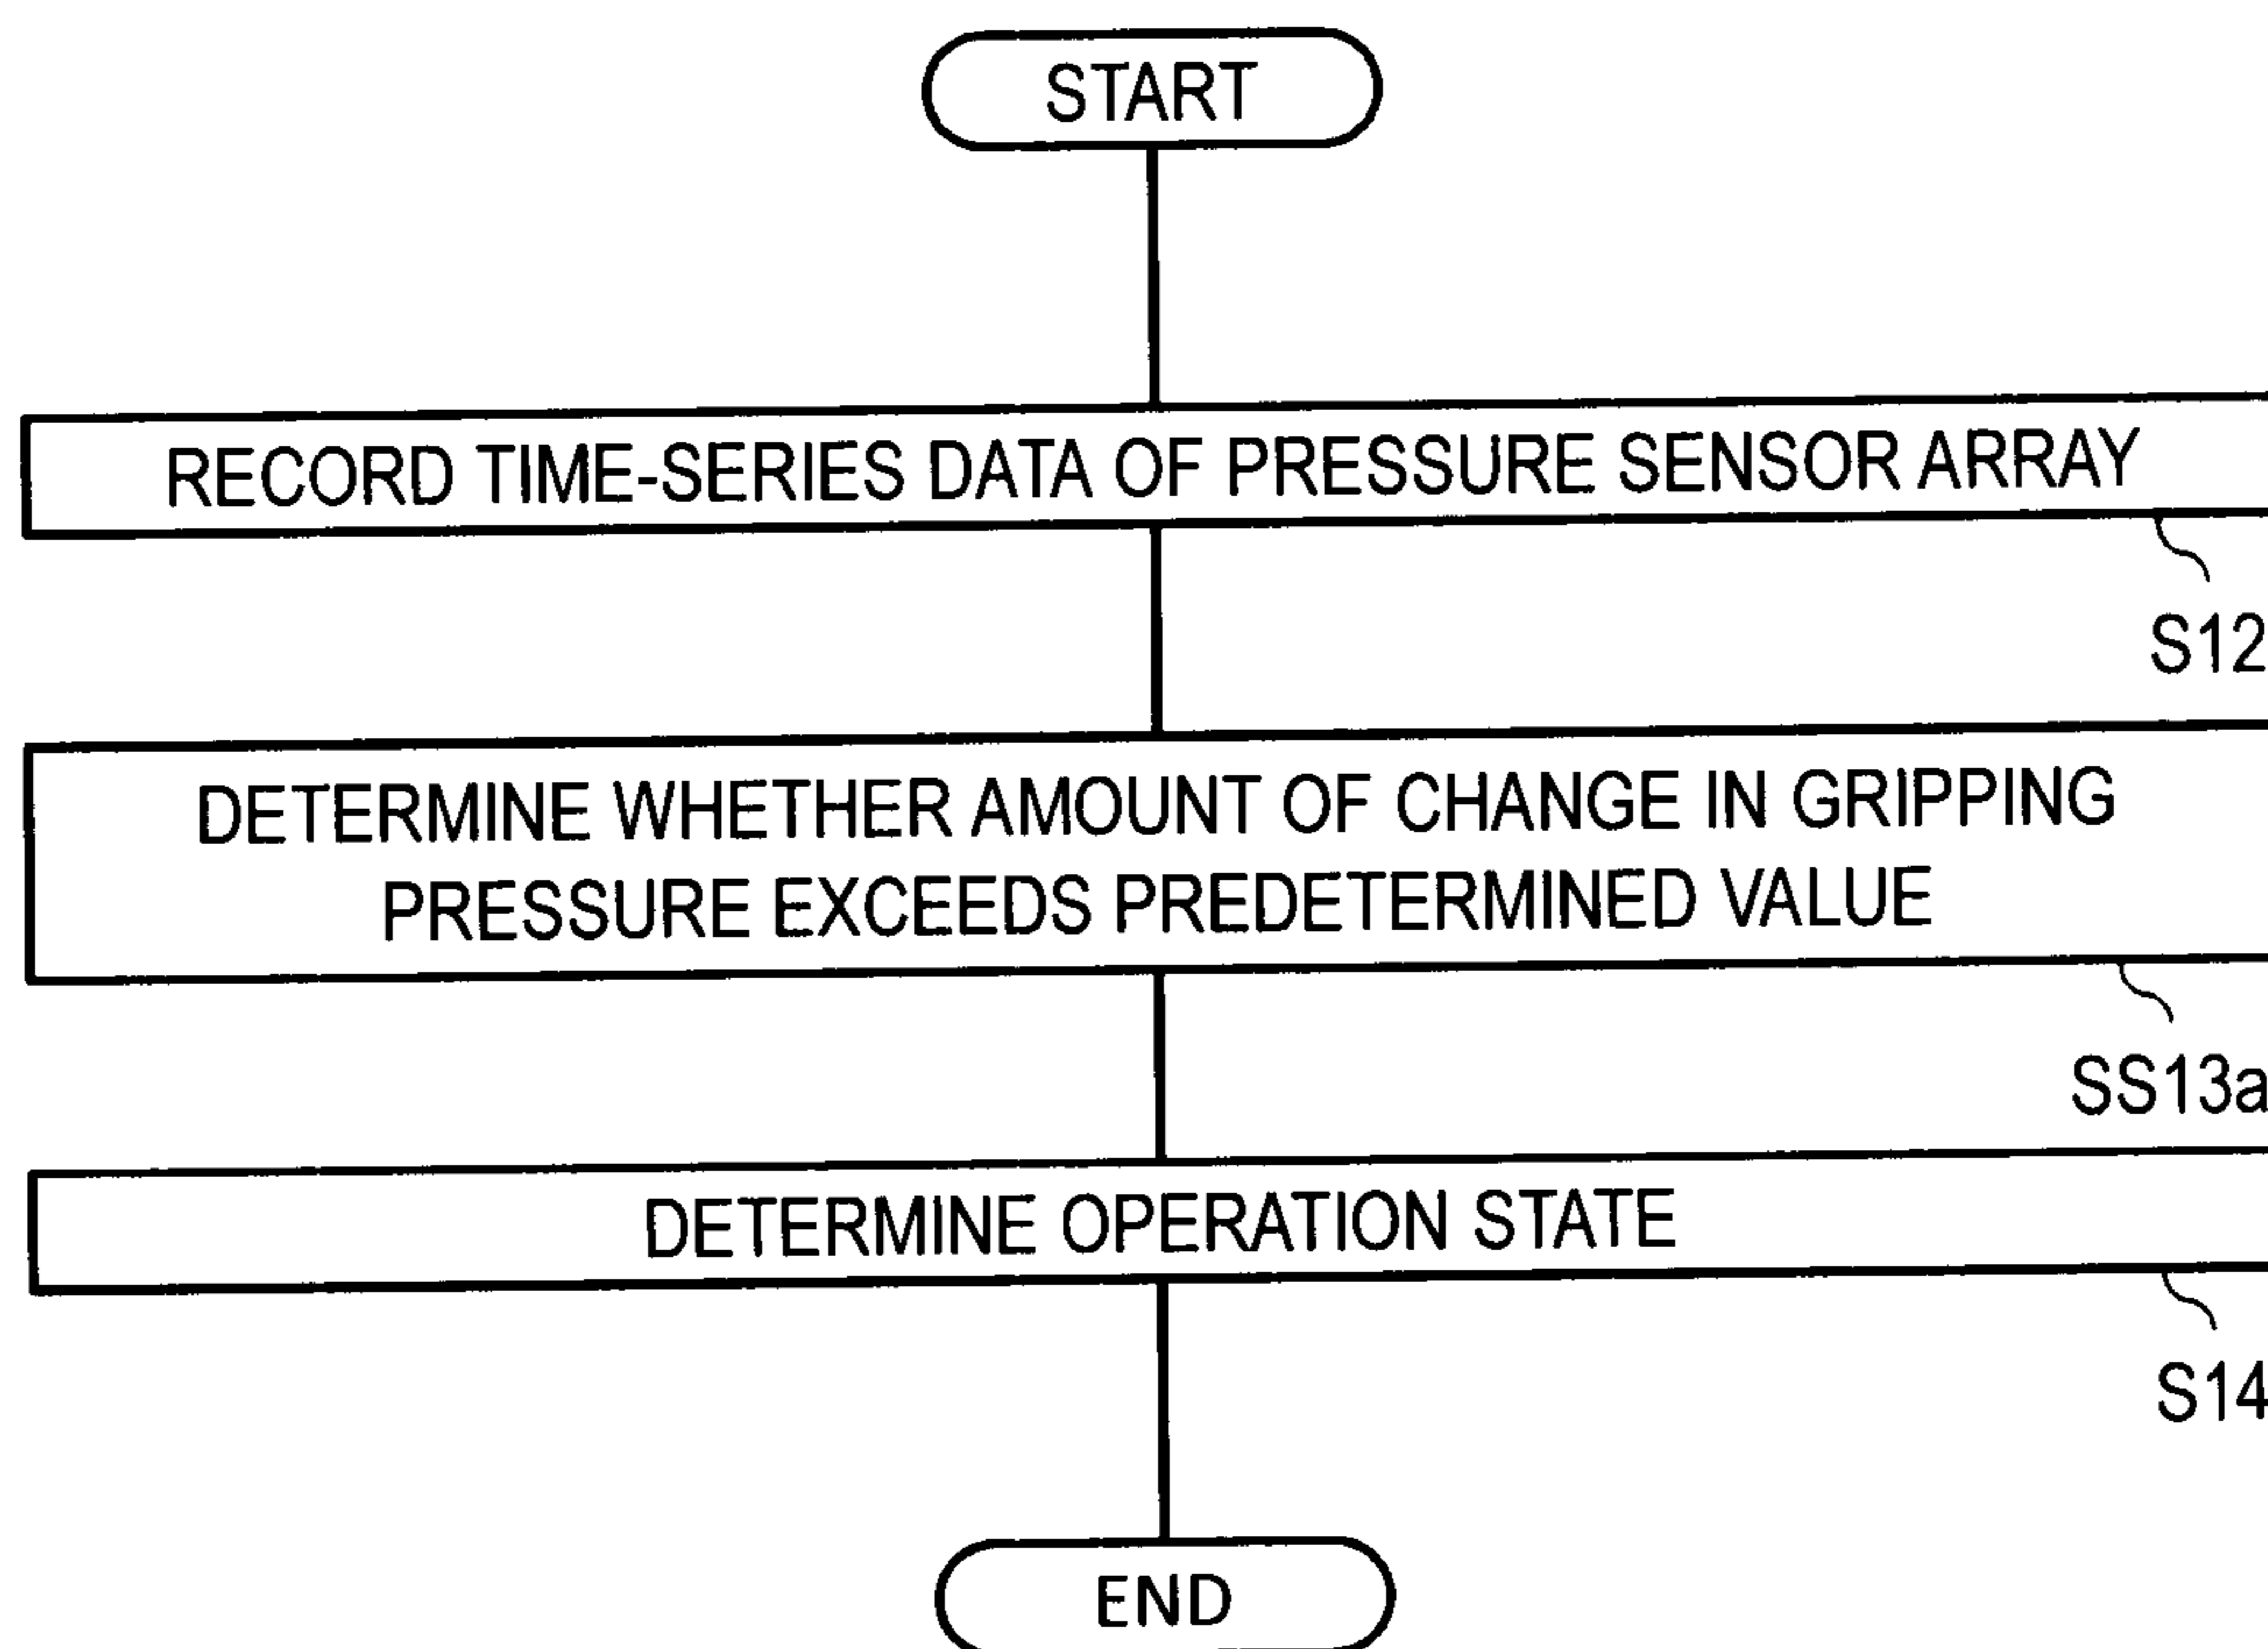 START
RECORD TIME-SERIES DATA OF PRESSURE SENSOR ARRAY
S12
DETERMINE WHETHER AMOUNT OF CHANGE IN GRIPPING
PRESSURE EXCEEDS PREDETERMINED VALUE
SS13a
DETERMINE OPERATION STATE
S14
END